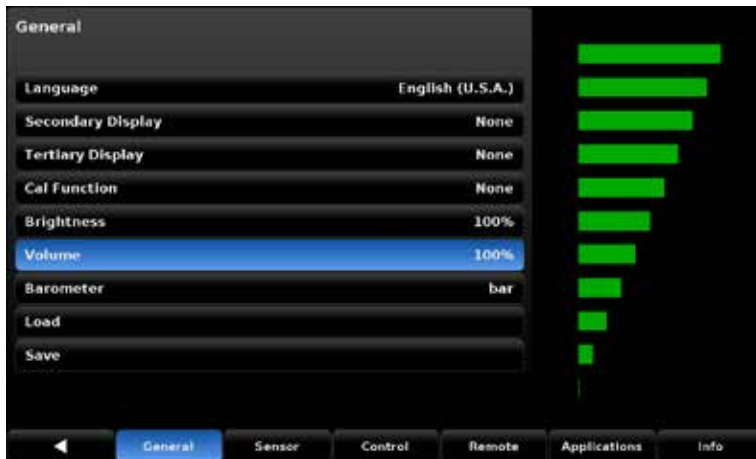 General
Language English (U.S.A.)
Secondary Display None
Tertiary Display None
Cal Function None
Brightness 100%
Volume 100%
Barometer bar
Load
Save
General Sensor Control Remote Applications Info